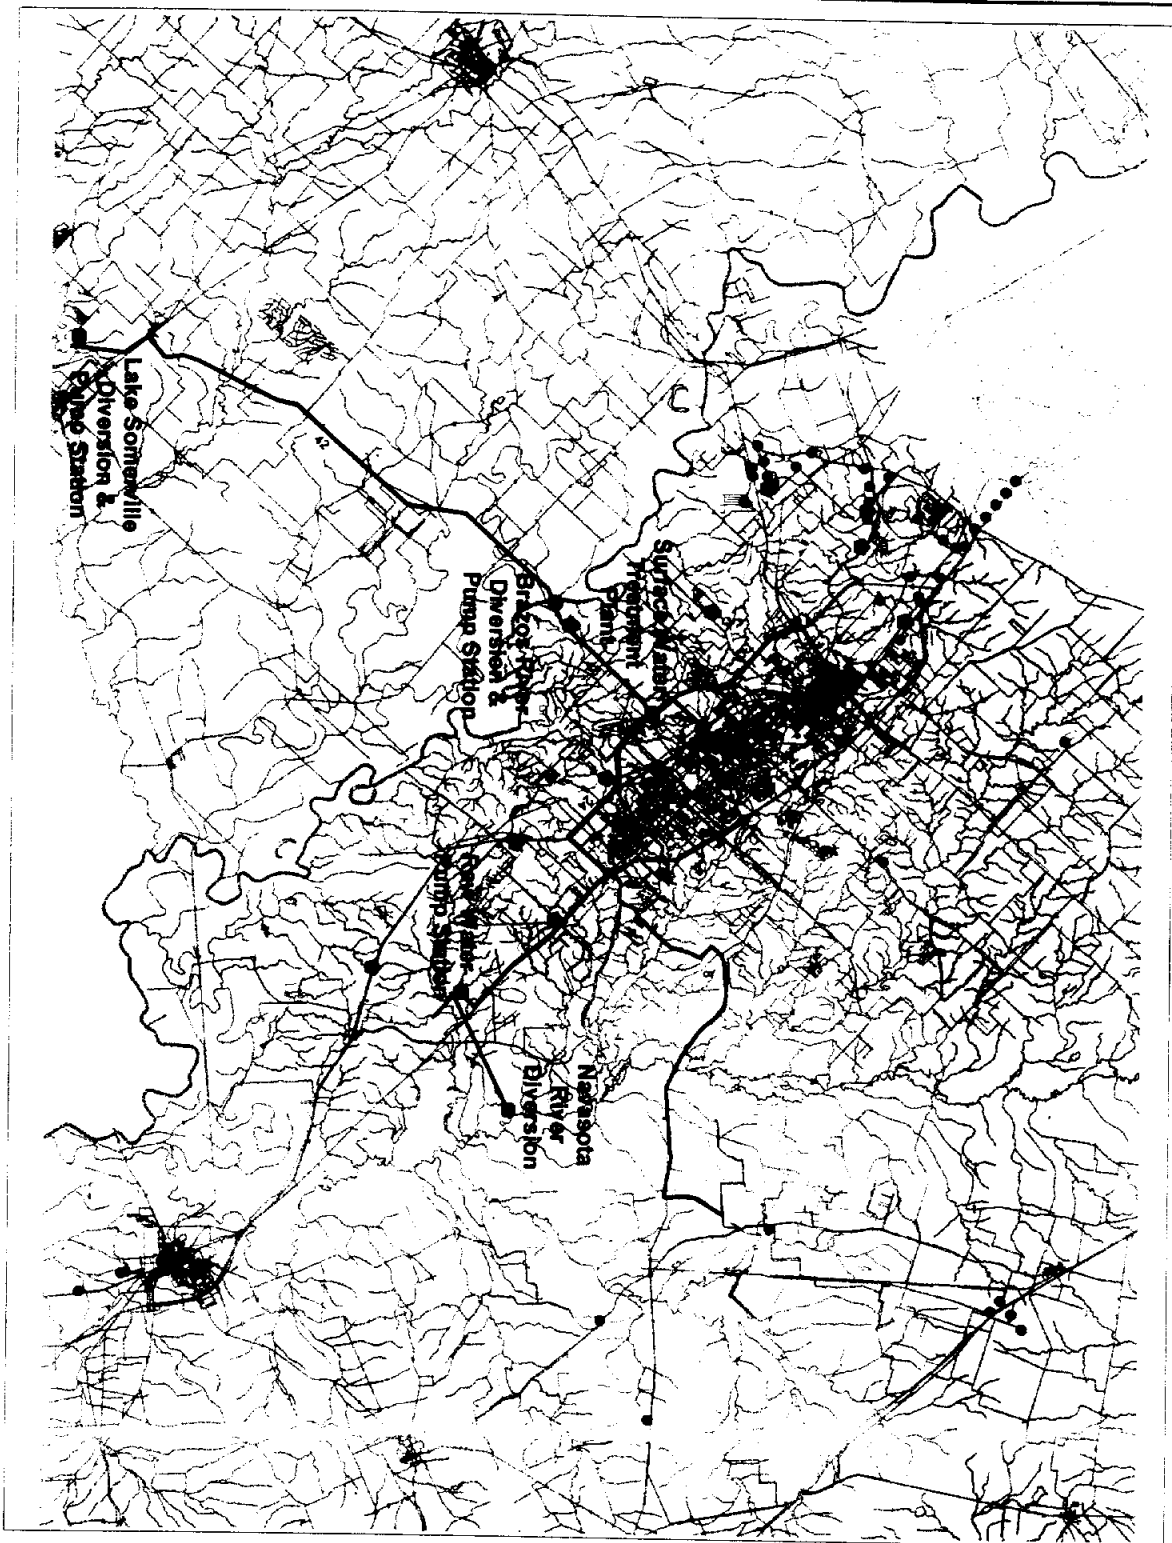 Lake Somerville
Diversion &
Pump Station
42
Brazos River
Diversion &
Pump Station
Surface Water
Treatment
Plant
Raw Water
Pump Station
Navasota
River
Diversion